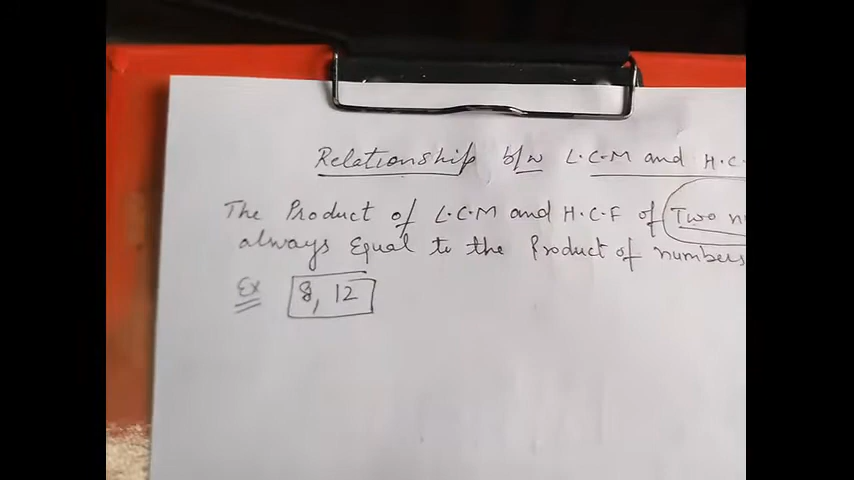 Relationship b/w L.C.M and H.C.
The Product of L.C.M and H.C.F of Two n
always Equal to the Product of numbers
Ex 8, 12